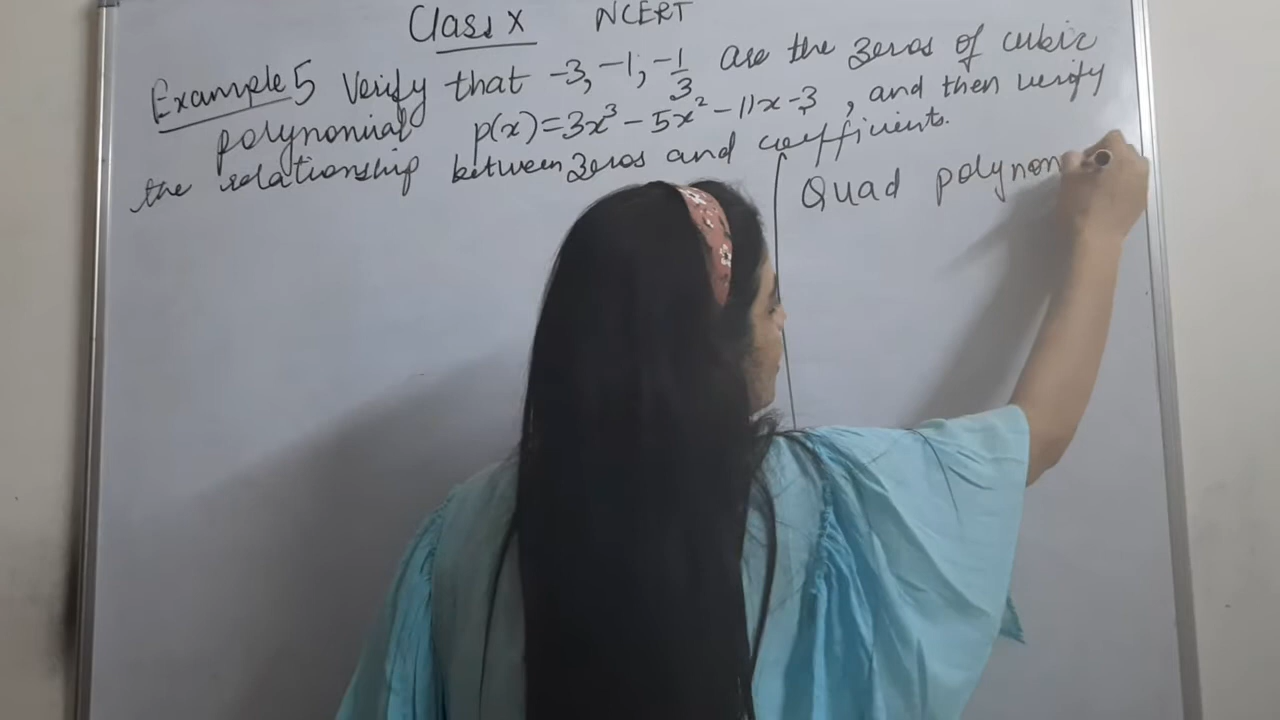 Class X NCERT
Example 5 Verify that -3, -1, -1/3 are the zeros of cubic
polynomial p(x) = 3x³ - 5x² - 11x - 3, and then verify
the relationship between zeros and coefficients.
Quad polynom